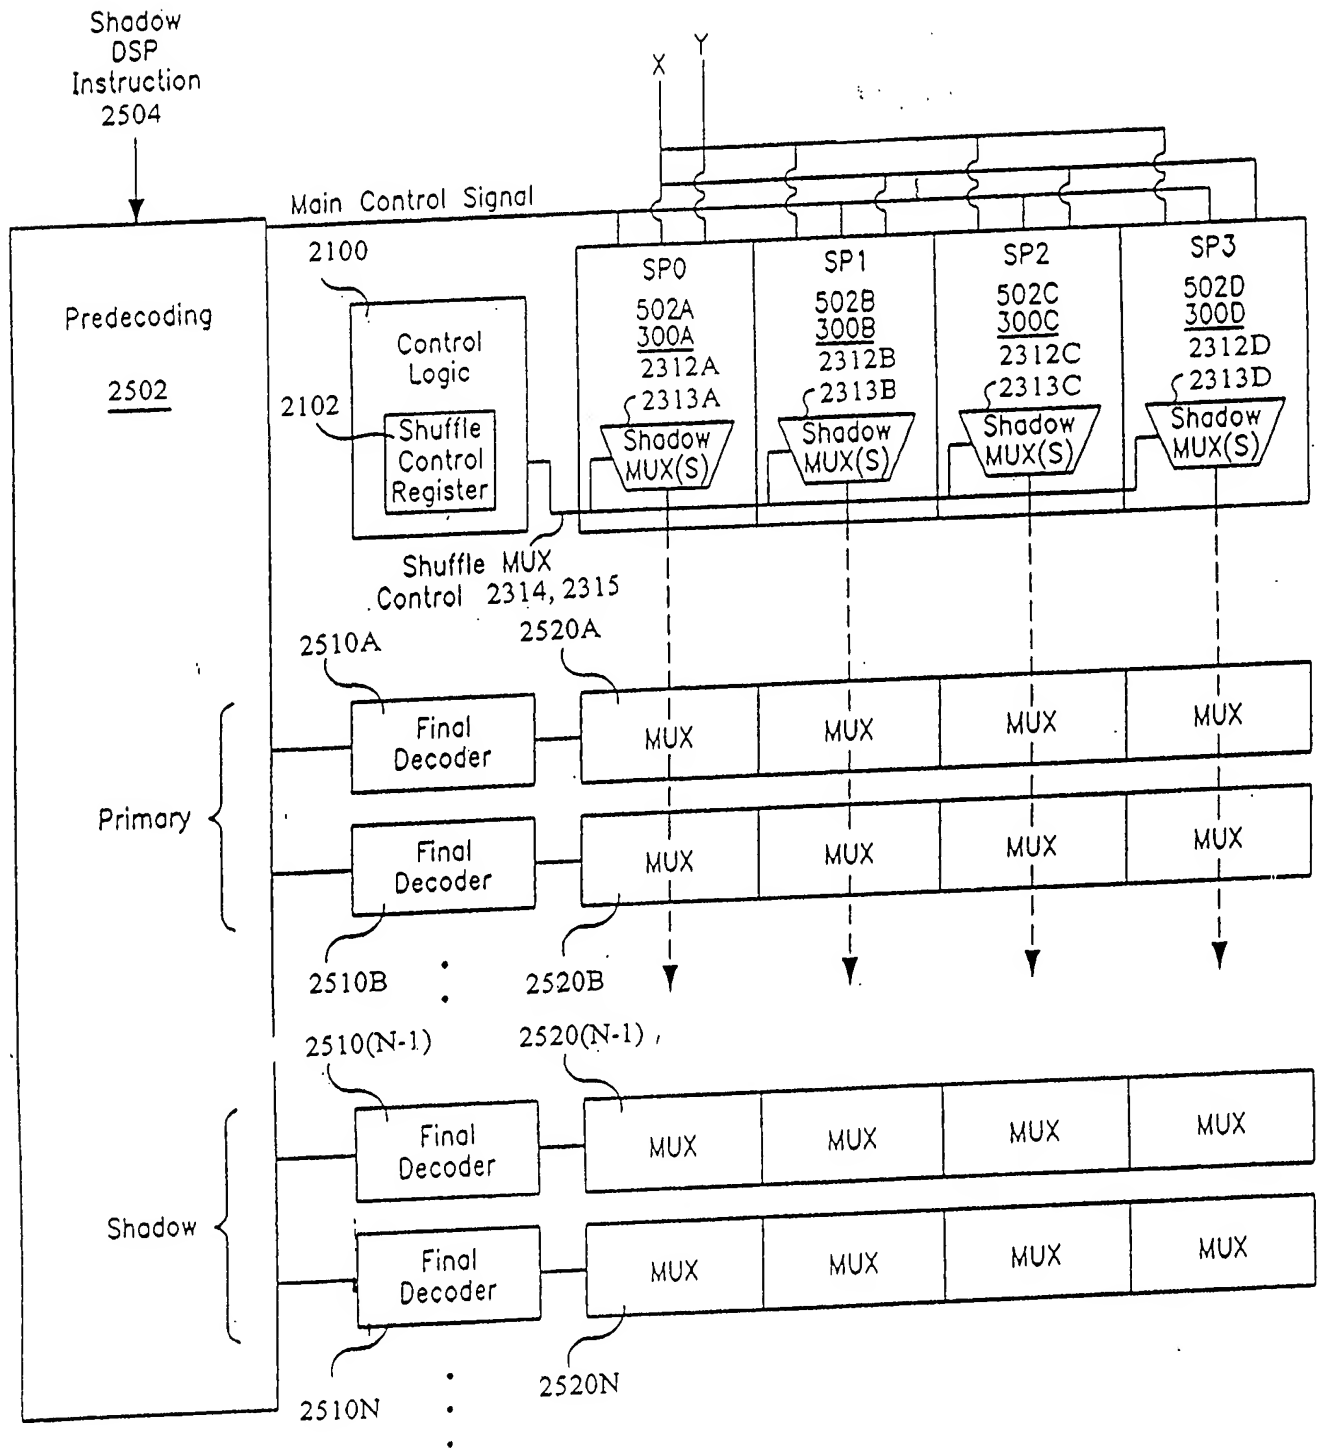 Shadow
DSP
Instruction
2504
X
Y
Main Control Signal
Predecoding
2502
2100
Control
Logic
2102
Shuffle
Control
Register
SP0
502A
300A
2312A
2313A
Shadow
MUX(S)
SP1
502B
300B
2312B
2313B
Shadow
MUX(S)
SP2
502C
300C
2312C
2313C
Shadow
MUX(S)
SP3
502D
300D
2312D
2313D
Shadow
MUX(S)
Shuffle MUX
Control 2314, 2315
2510A
2520A
Primary
Final
Decoder
MUX MUX MUX MUX
Final
Decoder
MUX MUX MUX MUX
2510B
2520B
2510(N-1)
2520(N-1)
Shadow
Final
Decoder
MUX MUX MUX MUX
Final
Decoder
MUX MUX MUX MUX
2510N
2520N